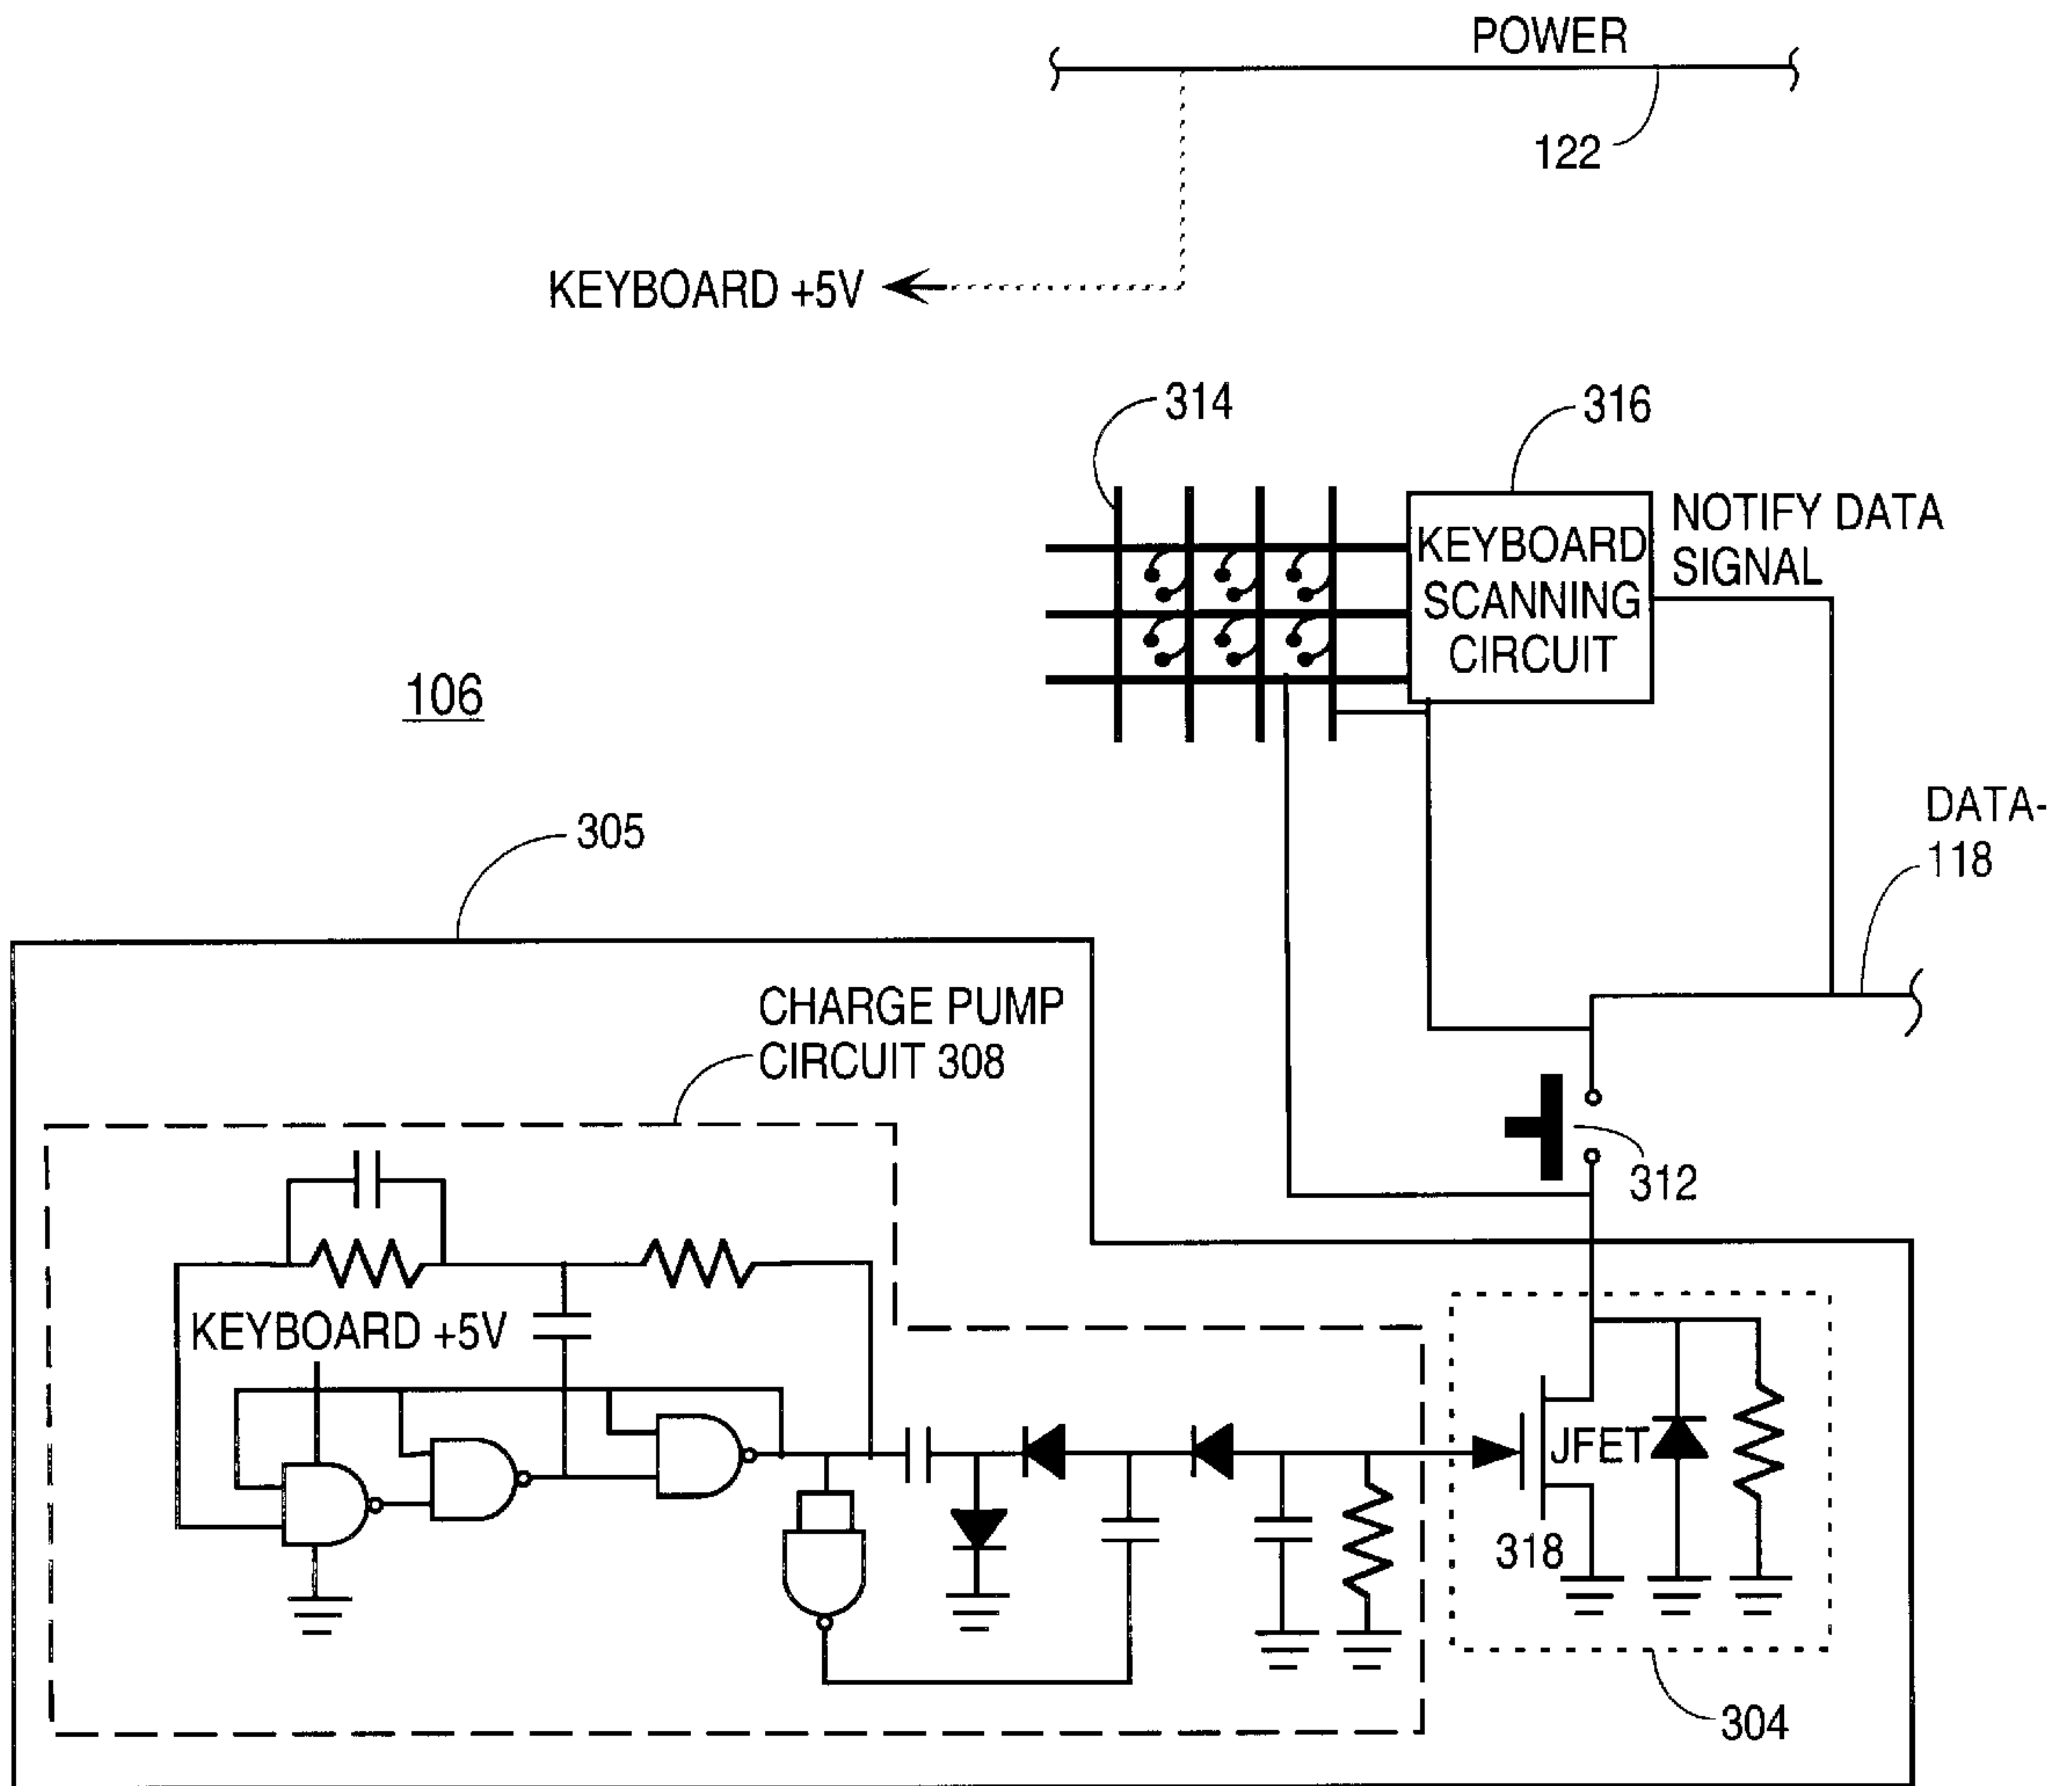 POWER
122
KEYBOARD +5V
314
316
KEYBOARD
SCANNING
CIRCUIT
NOTIFY DATA
SIGNAL
106
305
DATA-
118
CHARGE PUMP
CIRCUIT 308
312
KEYBOARD +5V
JFET
318
304